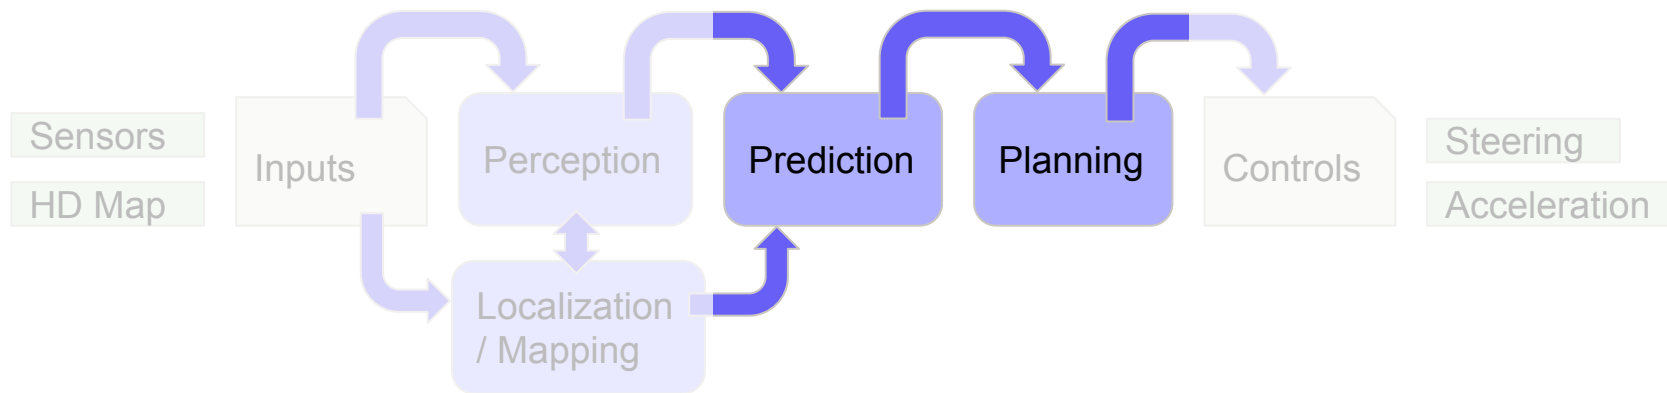 Sensors
HD Map
Inputs
Perception
Localization
/ Mapping
Prediction
Planning
Controls
Steering
Acceleration